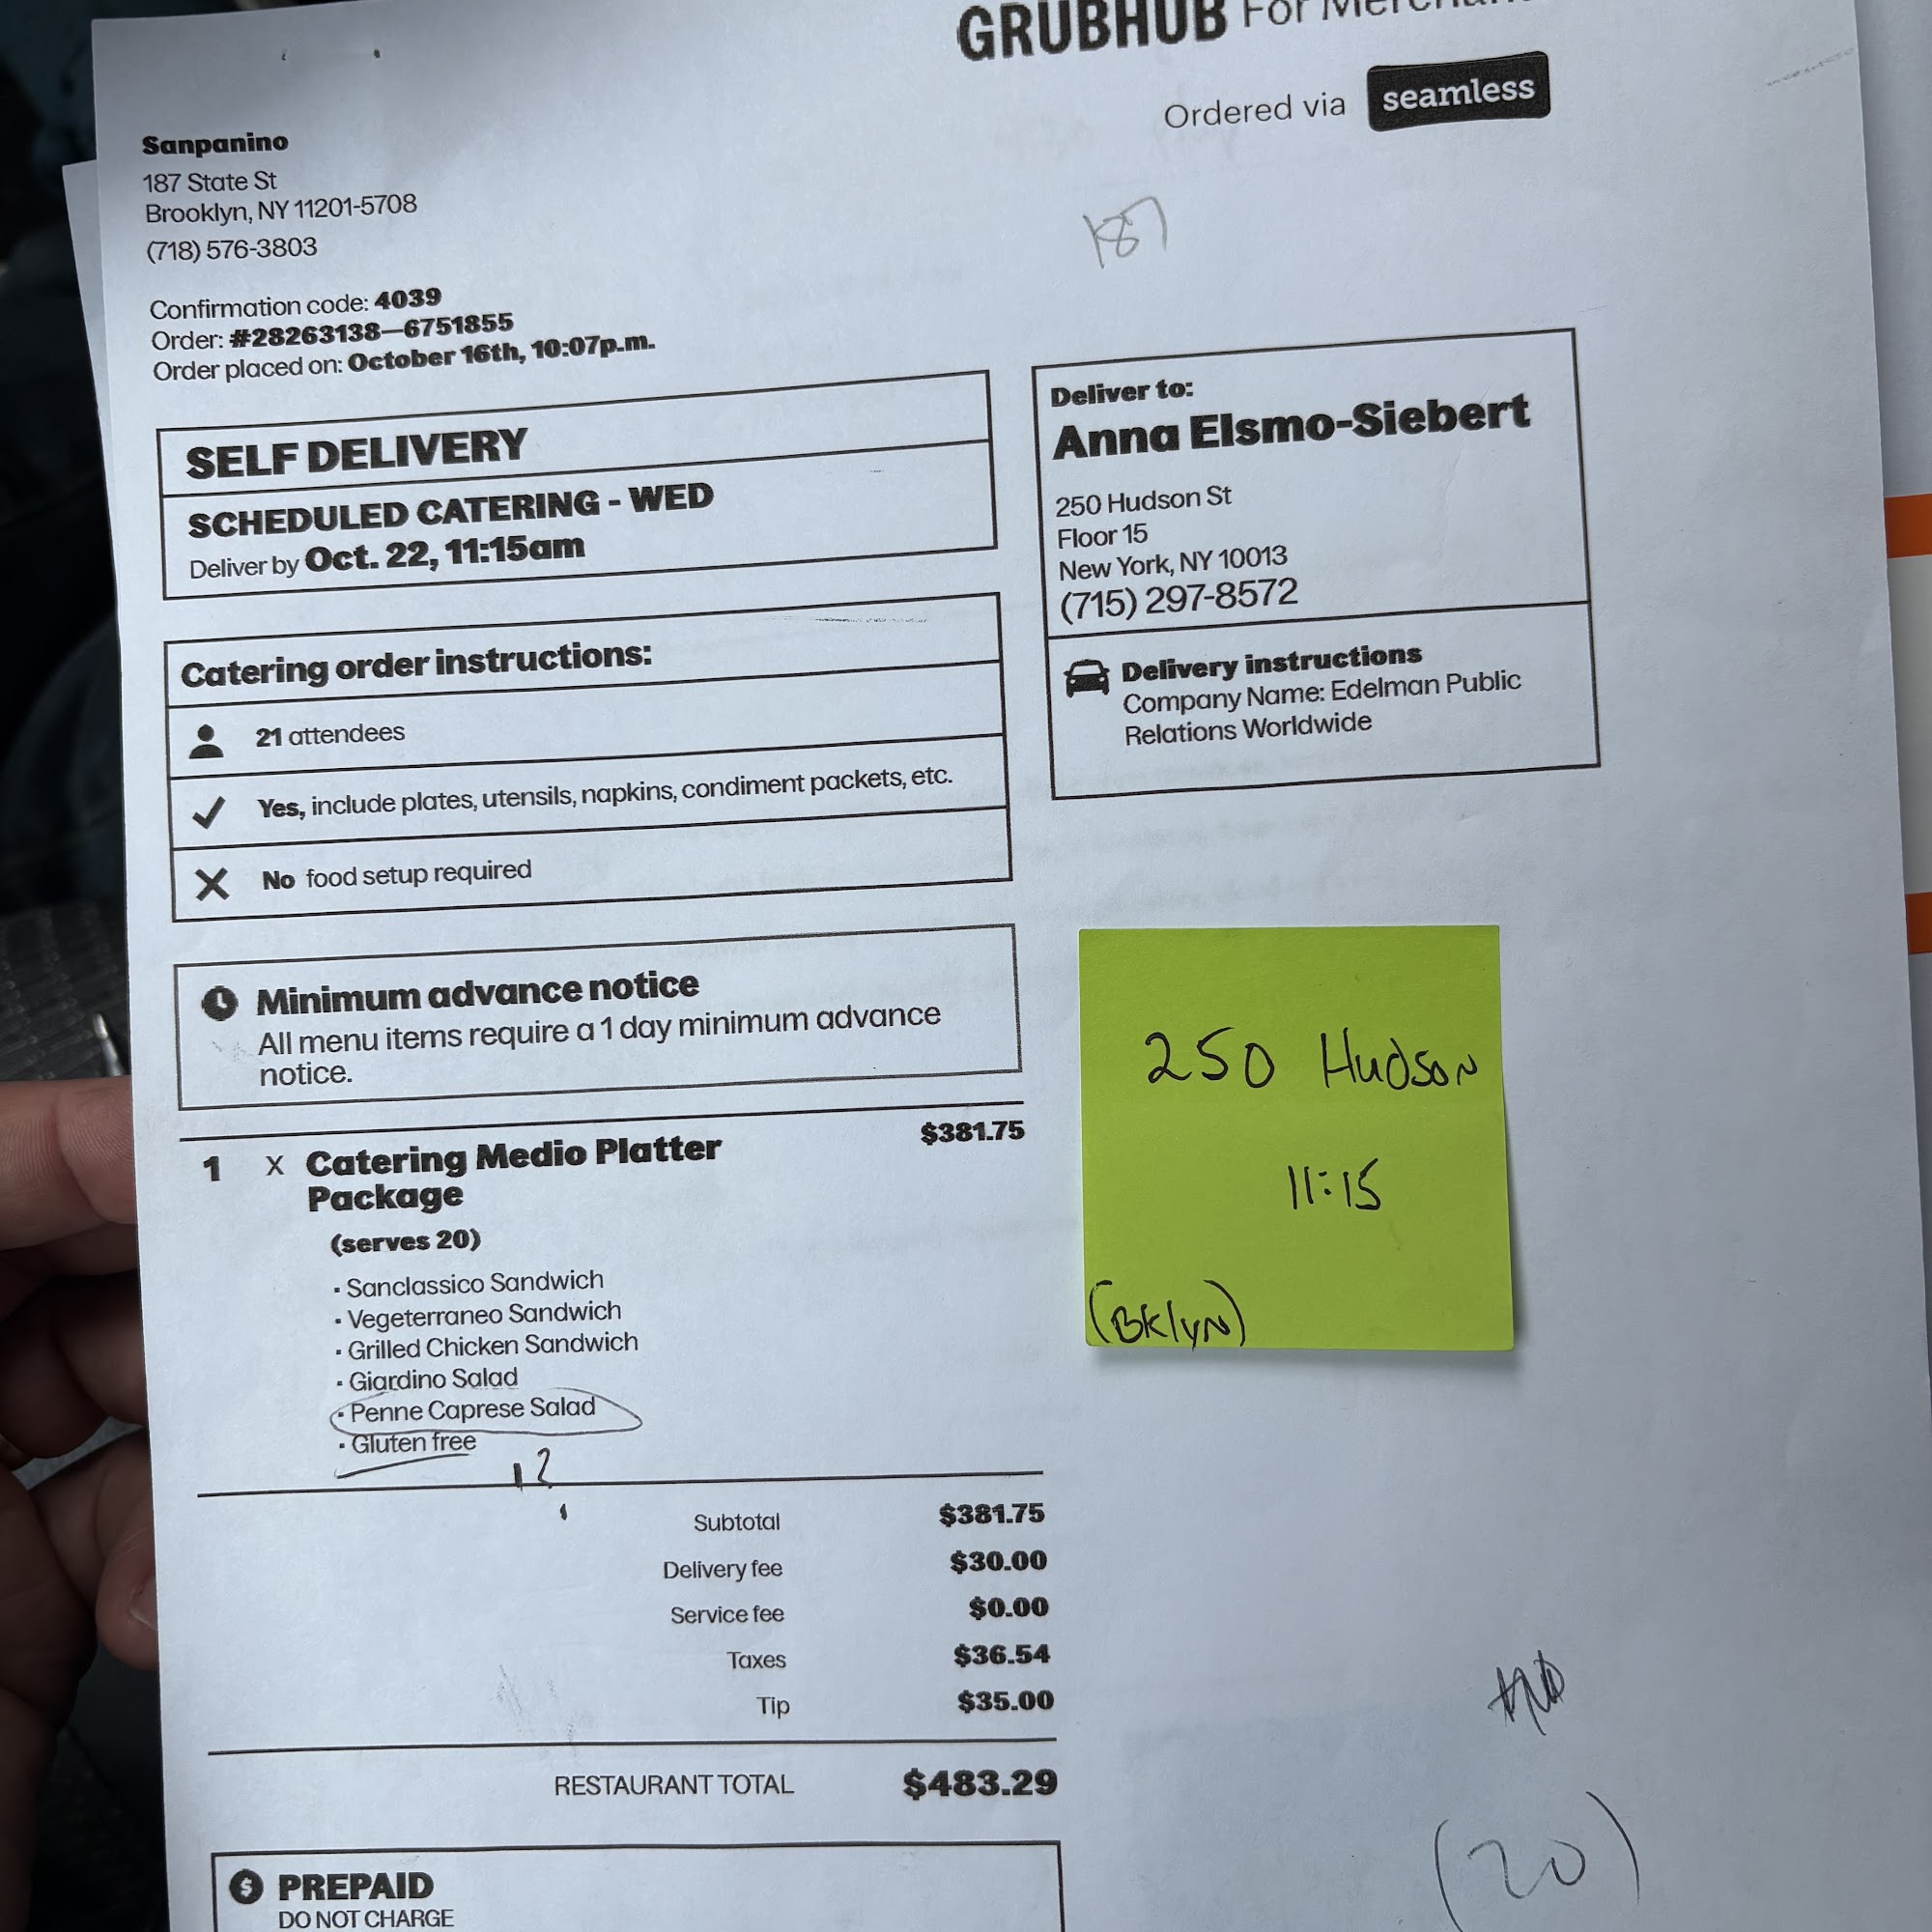 GRUBHUB For Merchan
Ordered via seamless
Sanpanino
187 State St
Brooklyn, NY 11201-5708
(718) 576-3803
187
Confirmation code: 4039
Order: #28263138—6751855
Order placed on: October 16th, 10:07p.m.
SELF DELIVERY
SCHEDULED CATERING - WED
Deliver by Oct. 22, 11:15am
Deliver to:
Anna Elsmo-Siebert
250 Hudson St
Floor 15
New York, NY 10013
(715) 297-8572
Delivery instructions
Company Name: Edelman Public
Relations Worldwide
Catering order instructions:
21 attendees
Yes, include plates, utensils, napkins, condiment packets, etc.
No food setup required
Minimum advance notice
All menu items require a 1 day minimum advance
notice.
250 Hudson
11:15
(BKlyN)
1 X Catering Medio Platter $381.75
Package
(serves 20)
· Sanclassico Sandwich
· Vegeterraneo Sandwich
· Grilled Chicken Sandwich
· Giardino Salad
· Penne Caprese Salad
· Gluten free
Subtotal $381.75
Delivery fee $30.00
Service fee $0.00
Taxes $36.54
Tip $35.00
RESTAURANT TOTAL $483.29
(20)
PREPAID
DO NOT CHARGE